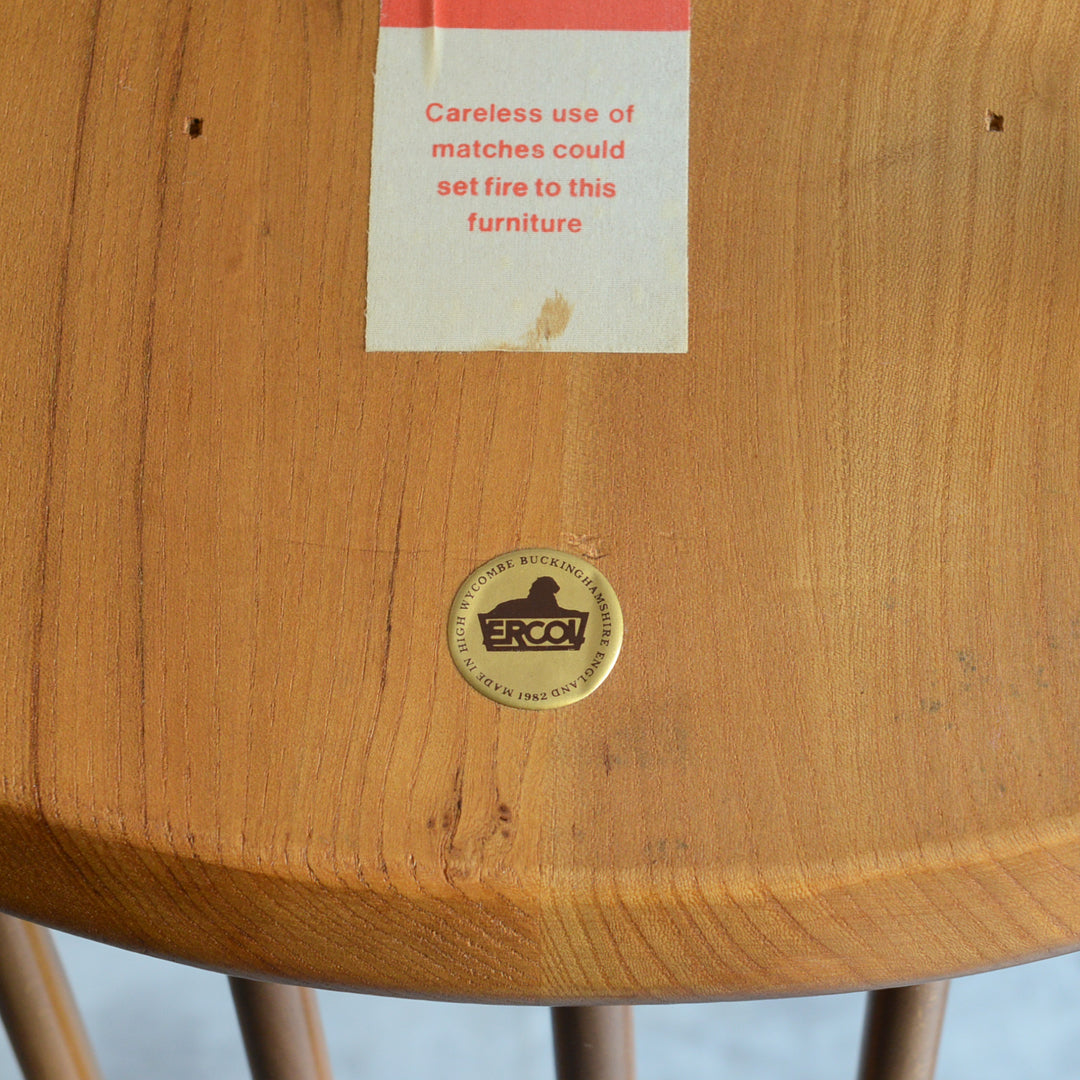 Careless use of
matches could
set fire to this
furniture
MADE IN HIGH WYCOMBE BUCKINGHAMSHIRE ENGLAND
ERCOL
1982